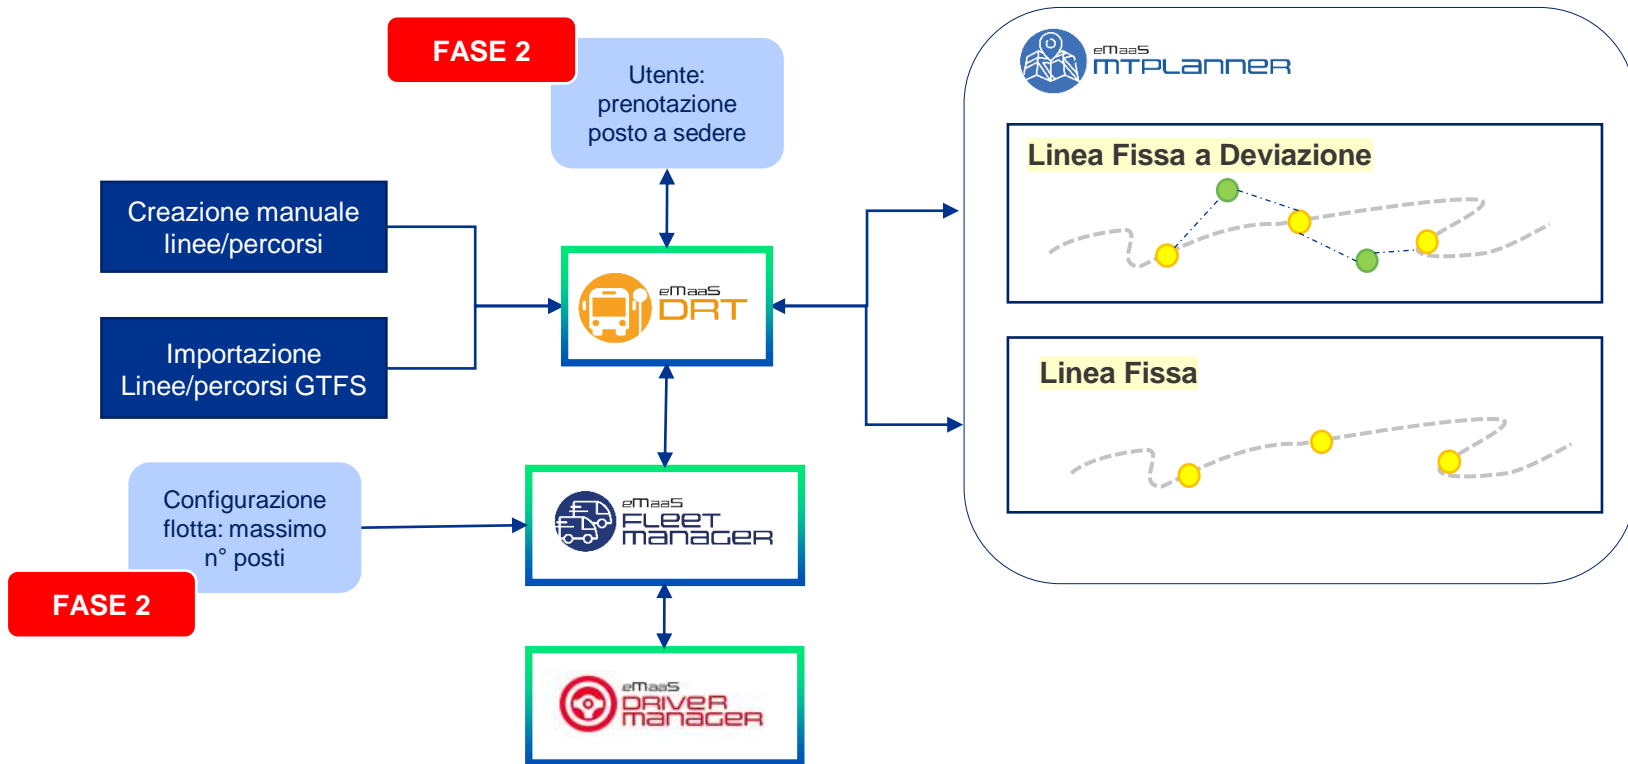 FASE 2
Utente:
prenotazione
posto a sedere
eMaaS
MTPLANNER
Linea Fissa a Deviazione
Creazione manuale
linee/percorsi
eMaaS
DRT
Importazione
Linee/percorsi GTFS
Linea Fissa
Configurazione
flotta: massimo
n° posti
FASE 2
eMaaS
FLEET
MANAGER
eMaaS
DRIVER
MANAGER